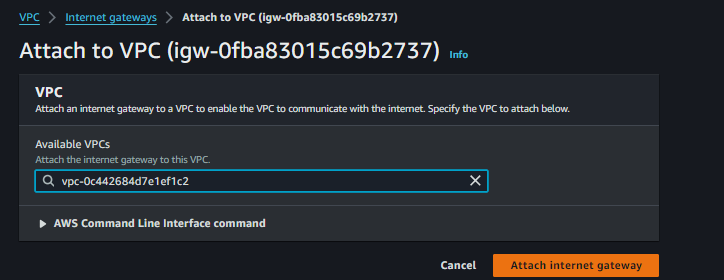 VPC > Internet gateways > Attach to VPC (igw-0fba83015c69b2737)
Attach to VPC (igw-0fba83015c69b2737) Info
VPC
Attach an internet gateway to a VPC to enable the VPC to communicate with the internet. Specify the VPC to attach below.
Available VPCs
Attach the internet gateway to this VPC.
vpc-0c442684d7e1ef1c2
AWS Command Line Interface command
Cancel Attach internet gateway